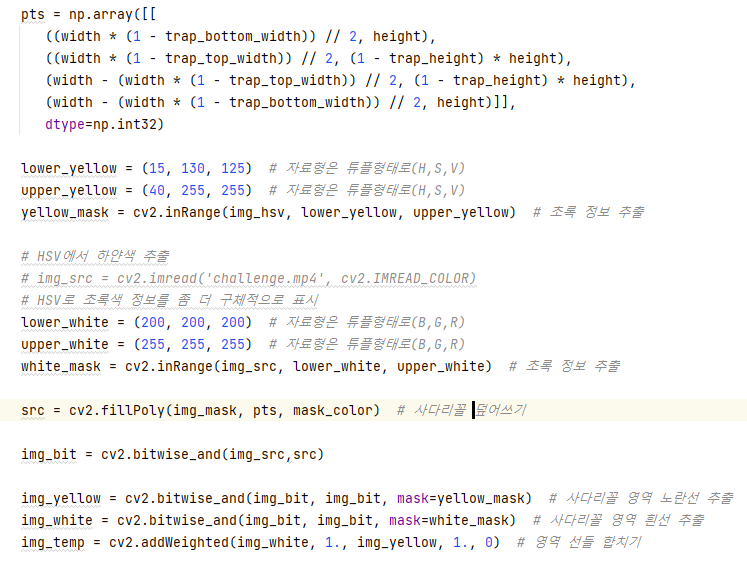 pts = np.array([[
    ((width * (1 - trap_bottom_width)) // 2, height),
    ((width * (1 - trap_top_width)) // 2, (1 - trap_height) * height),
    (width - (width * (1 - trap_top_width)) // 2, (1 - trap_height) * height),
    (width - (width * (1 - trap_bottom_width)) // 2, height)]],
    dtype=np.int32)
lower_yellow = (15, 130, 125)  # 자료형은 튜플형태로(H,S,V)
upper_yellow = (40, 255, 255)  # 자료형은 튜플형태로(H,S,V)
yellow_mask = cv2.inRange(img_hsv, lower_yellow, upper_yellow)  # 초록 정보 추출
# HSV에서 하얀색 추출
# img_src = cv2.imread('challenge.mp4', cv2.IMREAD_COLOR)
# HSV로 초록색 정보를 좀 더 구체적으로 표시
lower_white = (200, 200, 200)  # 자료형은 튜플형태로(B,G,R)
upper_white = (255, 255, 255)  # 자료형은 튜플형태로(B,G,R)
white_mask = cv2.inRange(img_src, lower_white, upper_white)  # 초록 정보 추출
src = cv2.fillPoly(img_mask, pts, mask_color)  # 사다리꼴 덮어쓰기
img_bit = cv2.bitwise_and(img_src,src)
img_yellow = cv2.bitwise_and(img_bit, img_bit, mask=yellow_mask)  # 사다리꼴 영역 노란선 추출
img_white = cv2.bitwise_and(img_bit, img_bit, mask=white_mask)  # 사다리꼴 영역 흰선 추출
img_temp = cv2.addWeighted(img_white, 1., img_yellow, 1., 0)  # 영역 선들 합치기